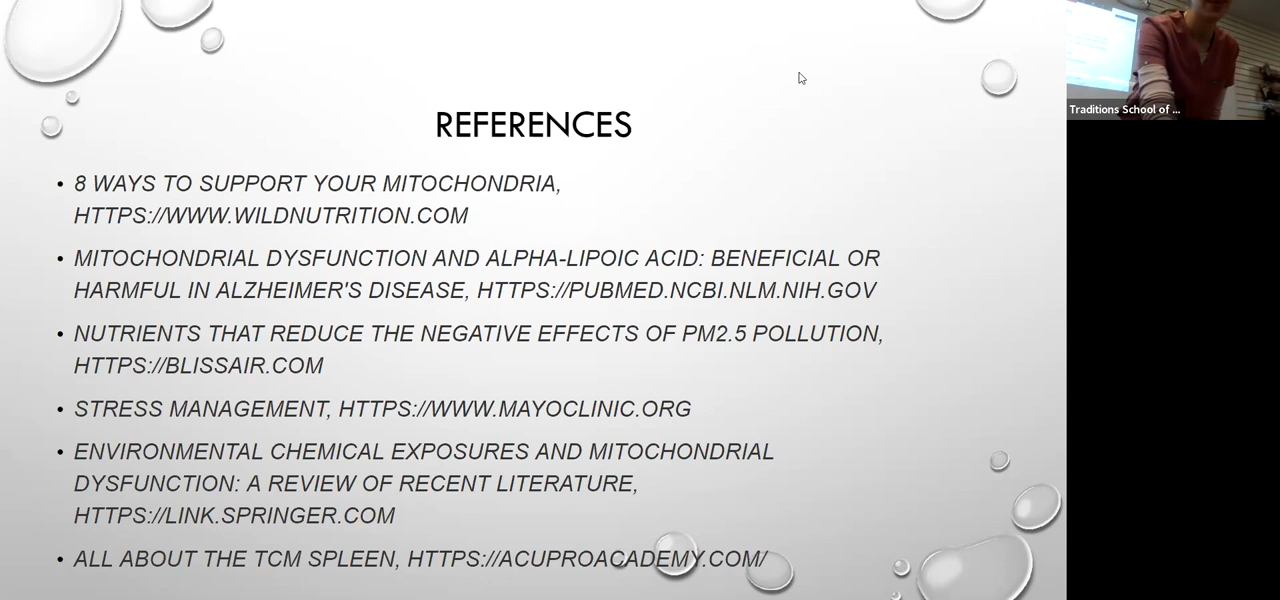 REFERENCES
• 8 WAYS TO SUPPORT YOUR MITOCHONDRIA,
HTTPS://WWW.WILDNUTRITION.COM
• MITOCHONDRIAL DYSFUNCTION AND ALPHA-LIPOIC ACID: BENEFICIAL OR
HARMFUL IN ALZHEIMER'S DISEASE, HTTPS://PUBMED.NCBI.NLM.NIH.GOV
• NUTRIENTS THAT REDUCE THE NEGATIVE EFFECTS OF PM2.5 POLLUTION,
HTTPS://BLISSAIR.COM
• STRESS MANAGEMENT, HTTPS://WWW.MAYOCLINIC.ORG
• ENVIRONMENTAL CHEMICAL EXPOSURES AND MITOCHONDRIAL
DYSFUNCTION: A REVIEW OF RECENT LITERATURE,
HTTPS://LINK.SPRINGER.COM
• ALL ABOUT THE TCM SPLEEN, HTTPS://ACUPROACADEMY.COM/
Traditions School of ...